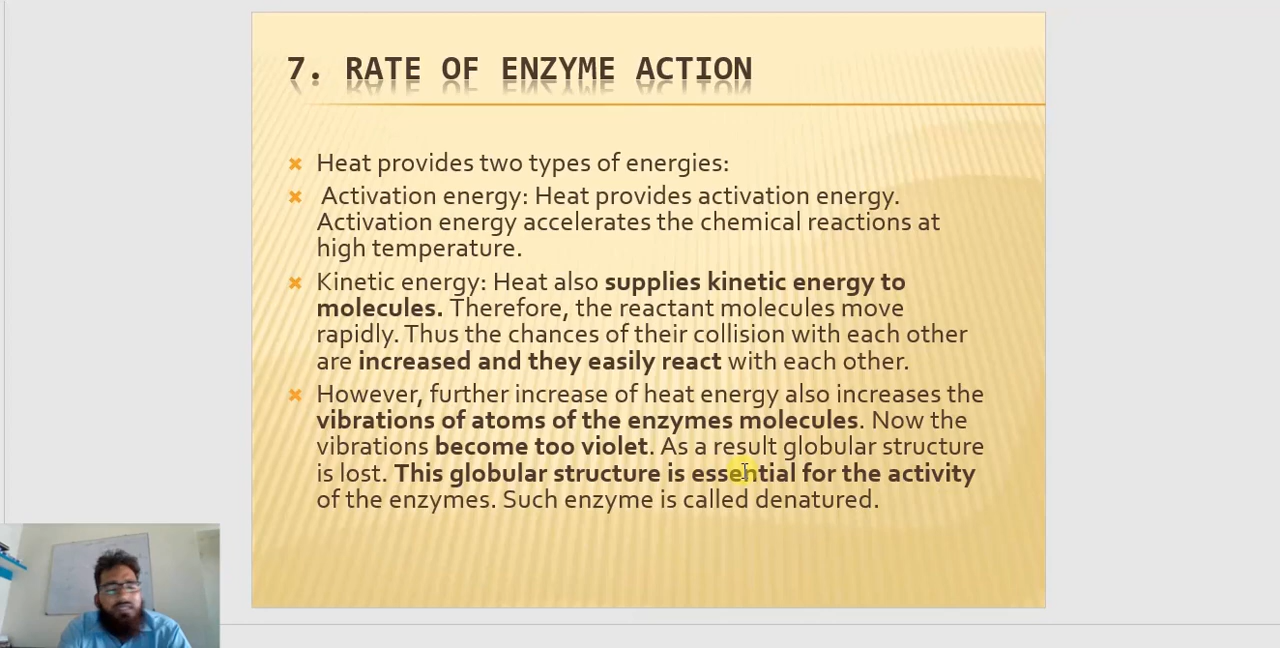 7. RATE OF ENZYME ACTION
Heat provides two types of energies:
Activation energy: Heat provides activation energy.
Activation energy accelerates the chemical reactions at
high temperature.
Kinetic energy: Heat also supplies kinetic energy to
molecules. Therefore, the reactant molecules move
rapidly. Thus the chances of their collision with each other
are increased and they easily react with each other.
However, further increase of heat energy also increases the
vibrations of atoms of the enzymes molecules. Now the
vibrations become too violet. As a result globular structure
is lost. This globular structure is essential for the activity
of the enzymes. Such enzyme is called denatured.